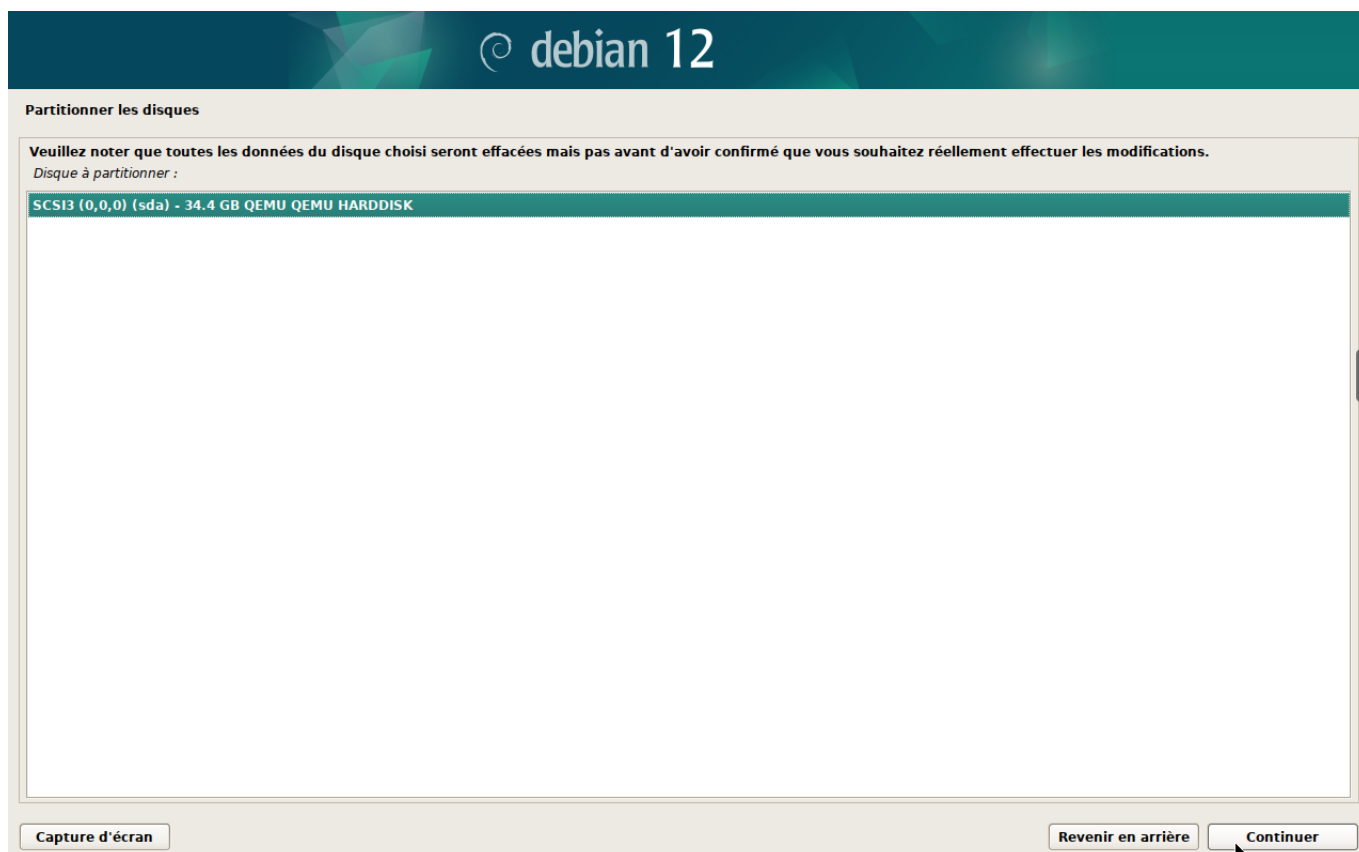 debian 12
Partitionner les disques
Veuillez noter que toutes les données du disque choisi seront effacées mais pas avant d'avoir confirmé que vous souhaitez réellement effectuer les modifications.
Disque à partitionner :
SCSI3 (0,0,0) (sda) - 34.4 GB QEMU QEMU HARDDISK
Capture d'écran
Revenir en arrière
Continuer